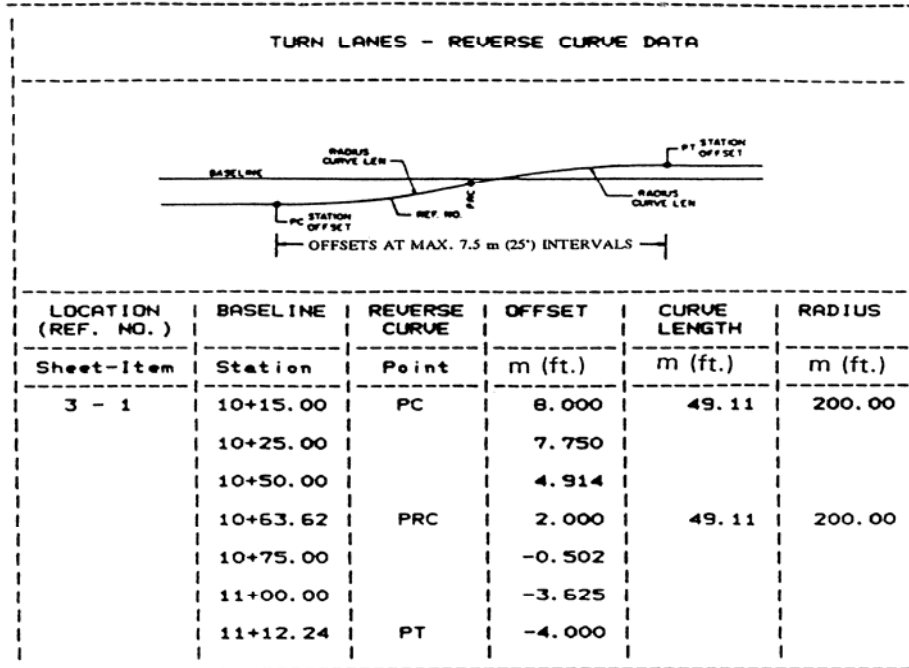 TURN LANES - REVERSE CURVE DATA
PT STATION
OFFSET
RADIUS
CURVE LEN
BASELINE
PRC
RADIUS
CURVE LEN
REF. NO.
PC STATION
OFFSET
OFFSETS AT MAX. 7.5 m (25') INTERVALS
LOCATION (REF. NO.) BASELINE REVERSE CURVE OFFSET CURVE LENGTH RADIUS
Sheet-Item Station Point m (ft.) m (ft.) m (ft.)
3 - 1 10+15.00 PC 8.000 49.11 200.00
10+25.00 7.750
10+50.00 4.914
10+63.62 PRC 2.000 49.11 200.00
10+75.00 -0.502
11+00.00 -3.625
11+12.24 PT -4.000